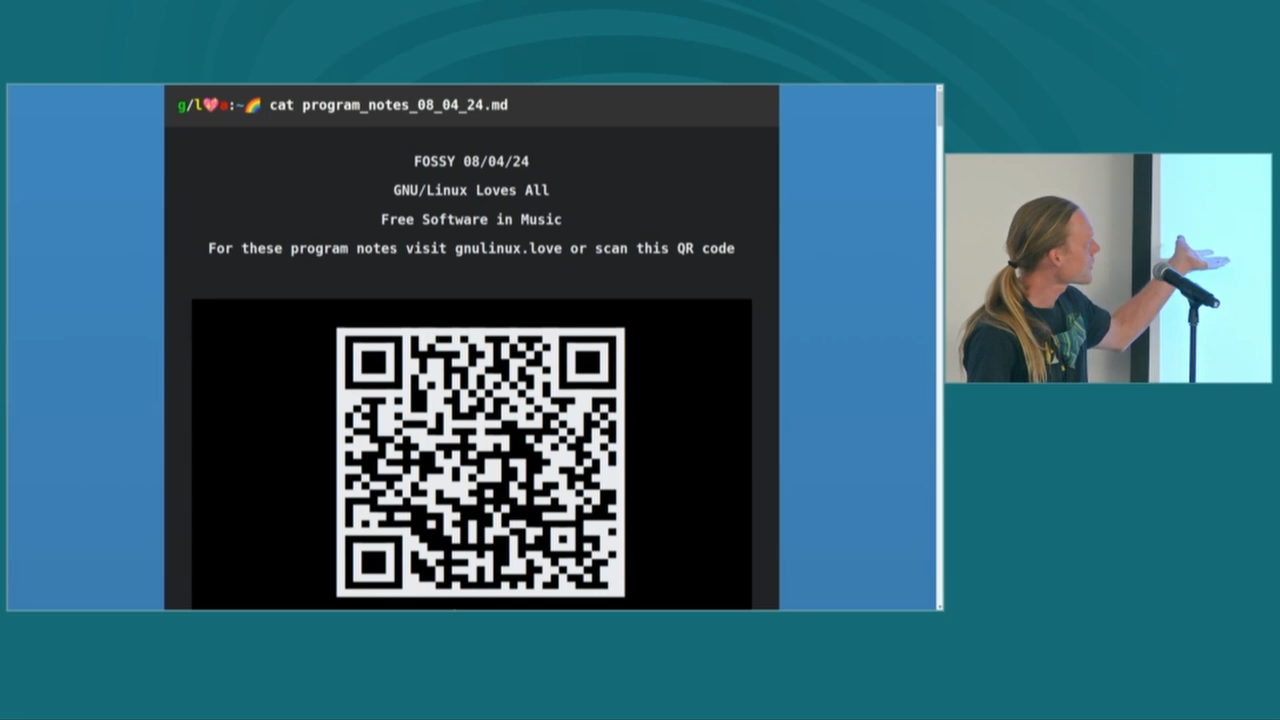 g/l💖a:~🌈 cat program_notes_08_04_24.md
FOSSY 08/04/24
GNU/Linux Loves All
Free Software in Music
For these program notes visit gnulinux.love or scan this QR code